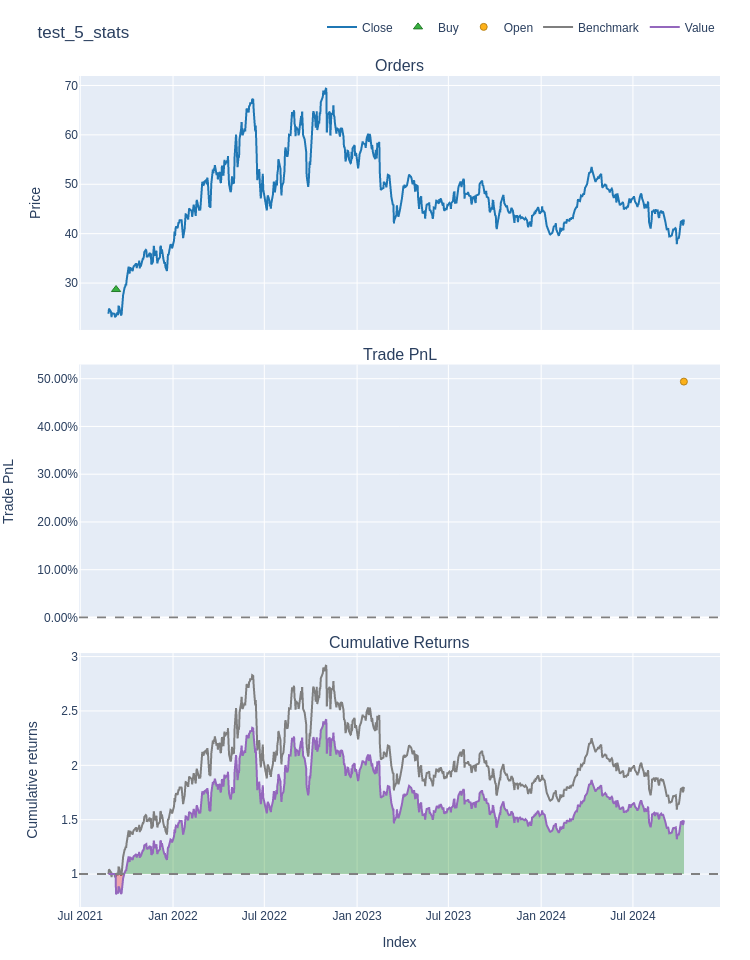 test_5_stats
Close Buy Open Benchmark Value
Orders
70
60
50
40
30
Price
Trade PnL
50.00%
40.00%
30.00%
20.00%
10.00%
0.00%
Trade PnL
Cumulative Returns
3
2.5
2
1.5
1
Cumulative returns
Jul 2021 Jan 2022 Jul 2022 Jan 2023 Jul 2023 Jan 2024 Jul 2024
Index